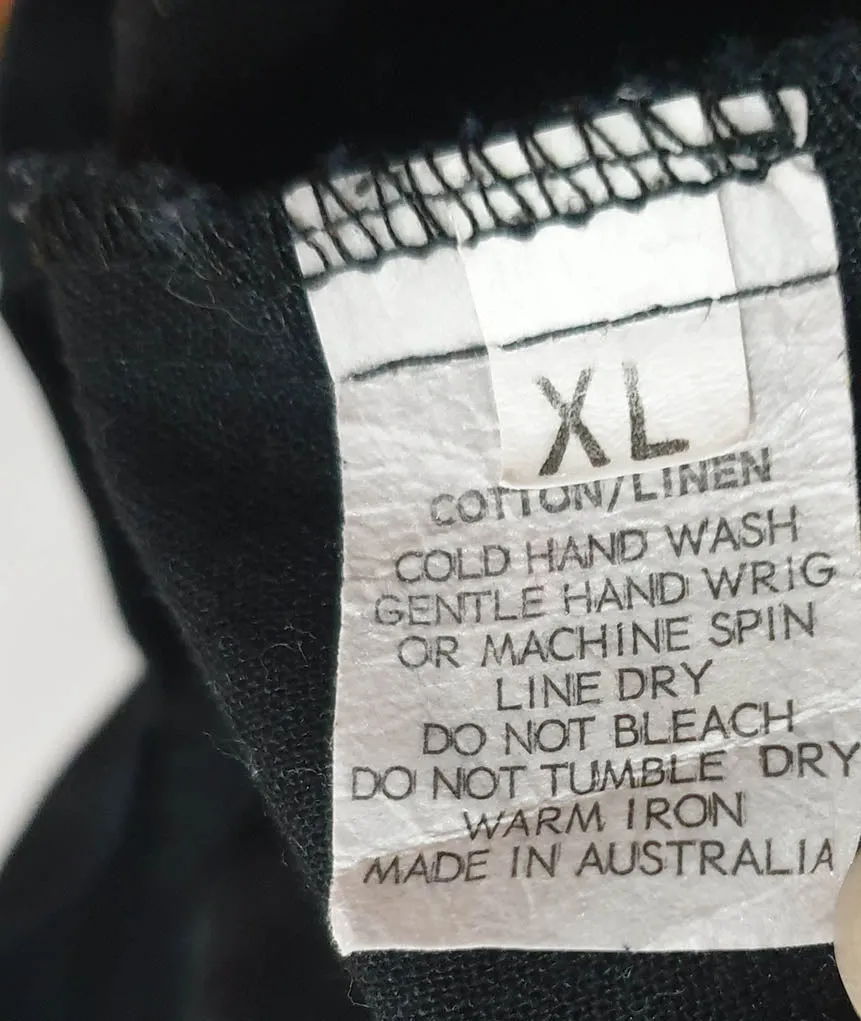 XL
COTTON/LINEN
COLD HAND WASH
GENTLE HAND WRIG
OR MACHINE SPIN
LINE DRY
DO NOT BLEACH
DO NOT TUMBLE DRY
WARM IRON
MADE IN AUSTRALIA